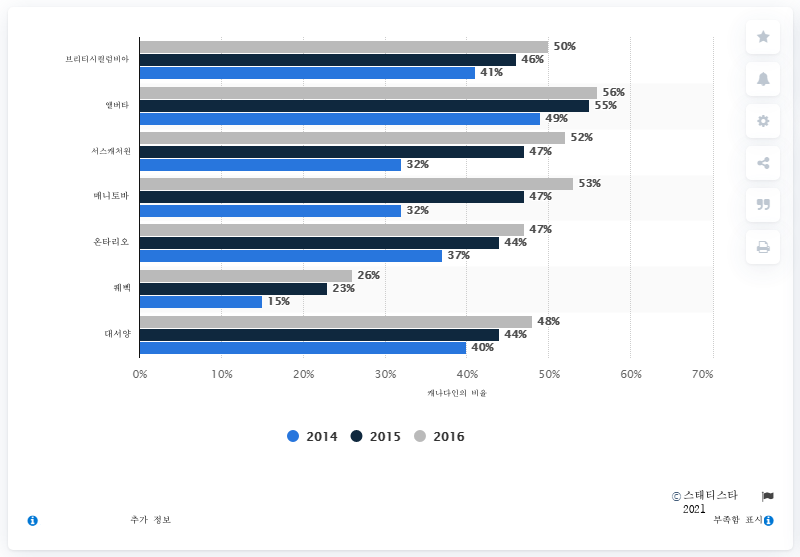 브리티시컬럼비아
50%
46%
41%
앨버타
56%
55%
49%
서스캐처원
52%
47%
32%
매니토바
53%
47%
32%
온타리오
47%
44%
37%
퀘벡
26%
23%
15%
대서양
48%
44%
40%
0% 10% 20% 30% 40% 50% 60% 70%
캐나다인의 비율
2014 2015 2016
© 스태티스타
2021
추가 정보 부족함 표시